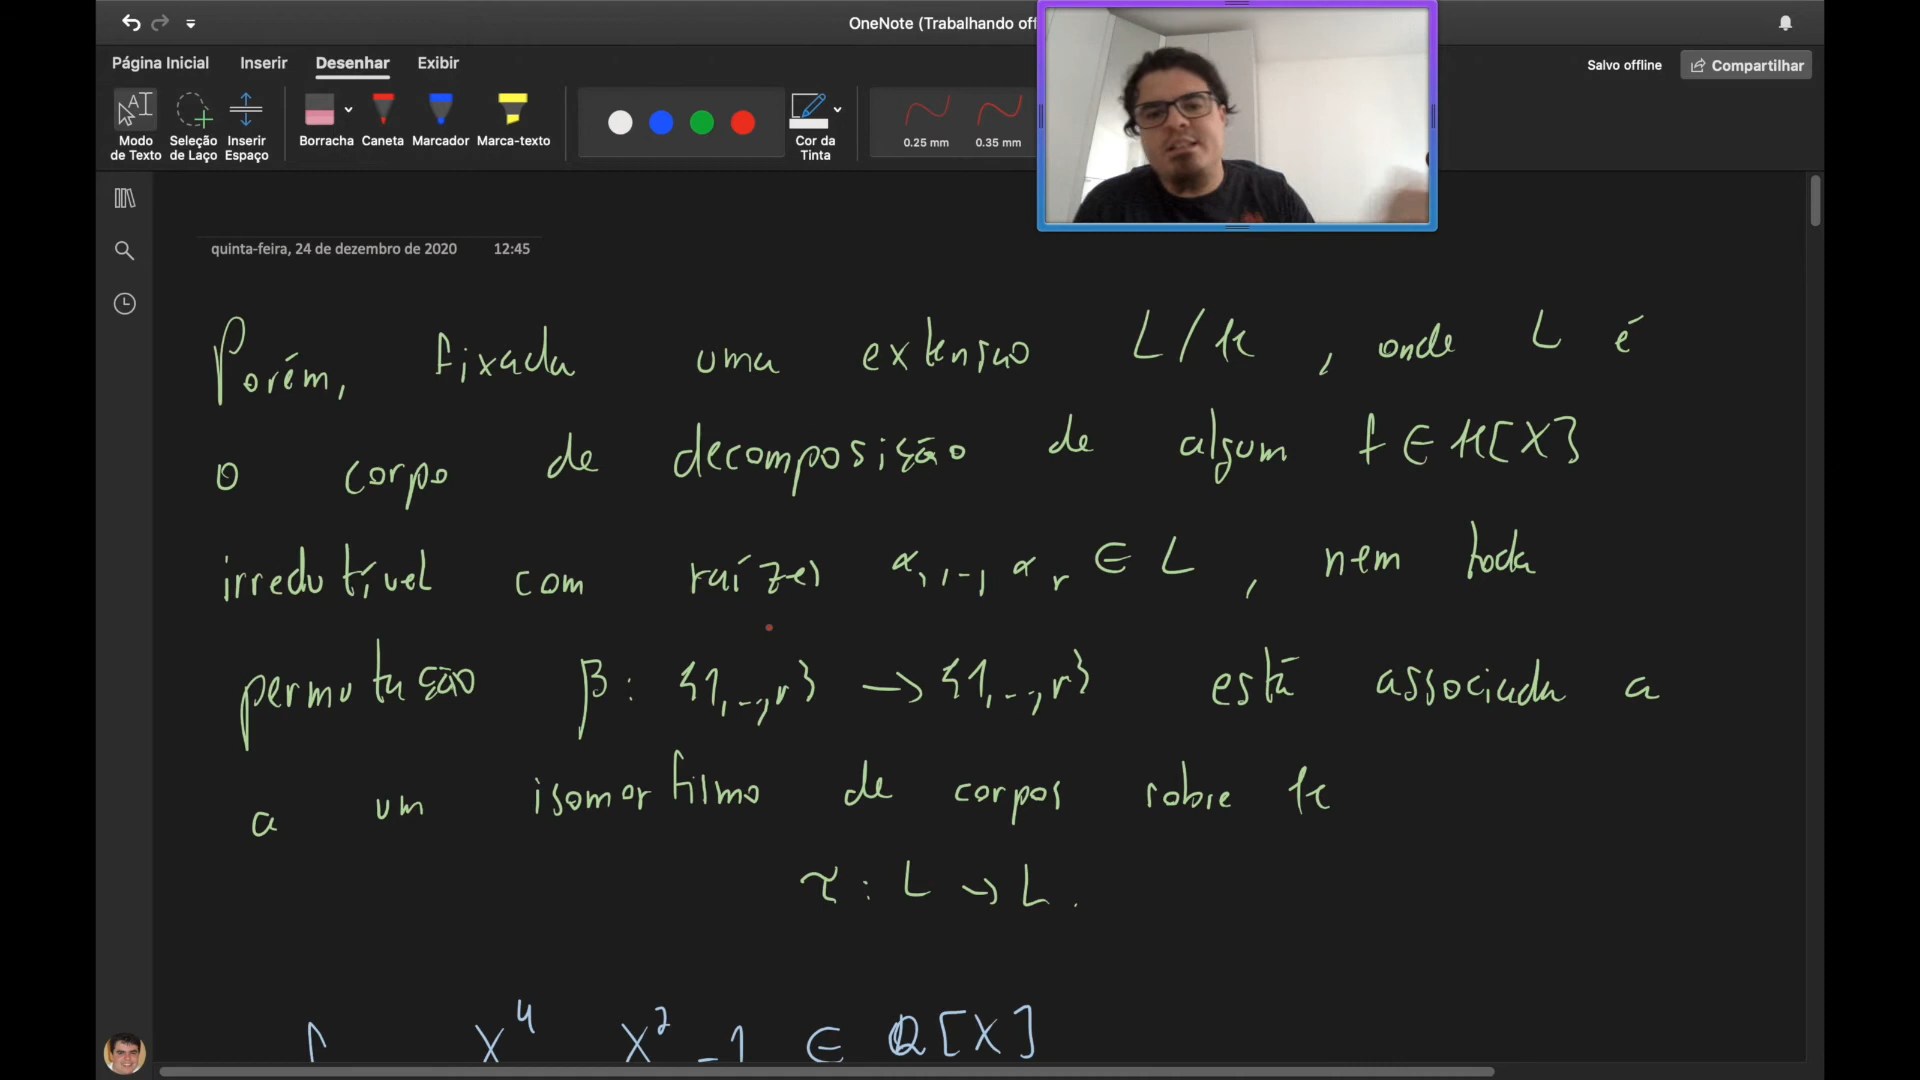 OneNote (Trabalhando off
Página Inicial Inserir Desenhar Exibir
Salvo offline Compartilhar
Modo de Texto Seleção de Laço Inserir Espaço Borracha Caneta Marcador Marca-texto Cor da Tinta 0.25 mm 0.35 mm
quinta-feira, 24 de dezembro de 2020 12:45
Porém, fixada uma extensão L/k, onde L é
o corpo de decomposição de algum f ∈ k[X]
irredutível com raízes α₁,..., αᵣ ∈ L, nem toda
permutação β: {1,...,r} → {1,...,r} está associada a
a um isomorfismo de corpos sobre k
τ: L → L.
X⁴ X² -1 ∈ Q[X]